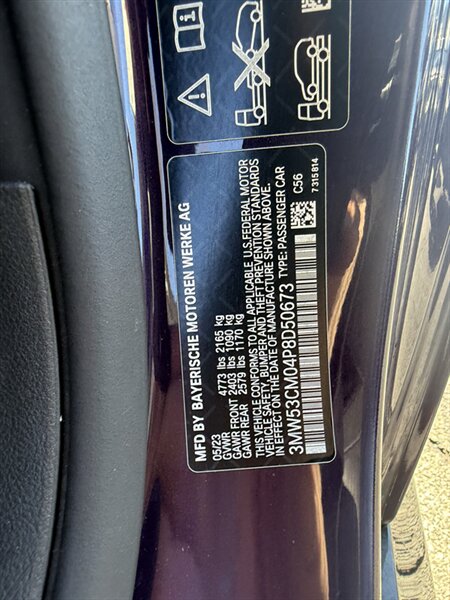 MFD BY BAYERISCHE MOTOREN WERKE AG
05/23
GVWR 4773 lbs 2165 kg
GAWR FRONT 2403 lbs 1090 kg
GAWR REAR 2579 lbs 1170 kg
THIS VEHICLE CONFORMS TO ALL APPLICABLE U.S.FEDERAL MOTOR
VEHICLE SAFETY, BUMPER AND THEFT PREVENTION STANDARDS
IN EFFECT ON THE DATE OF MANUFACTURE SHOWN ABOVE.
3MW53CM04P8D50673 TYPE: PASSENGER CAR
C56
7315814